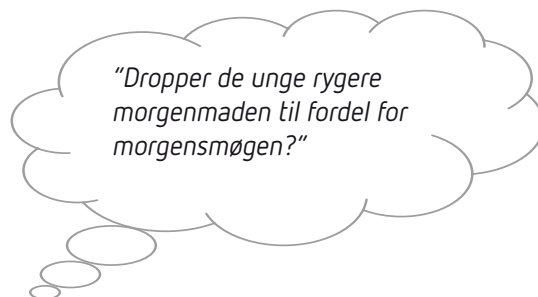 ”Dropper de unge rygere
morgenmaden til fordel for
morgensmøgen?”